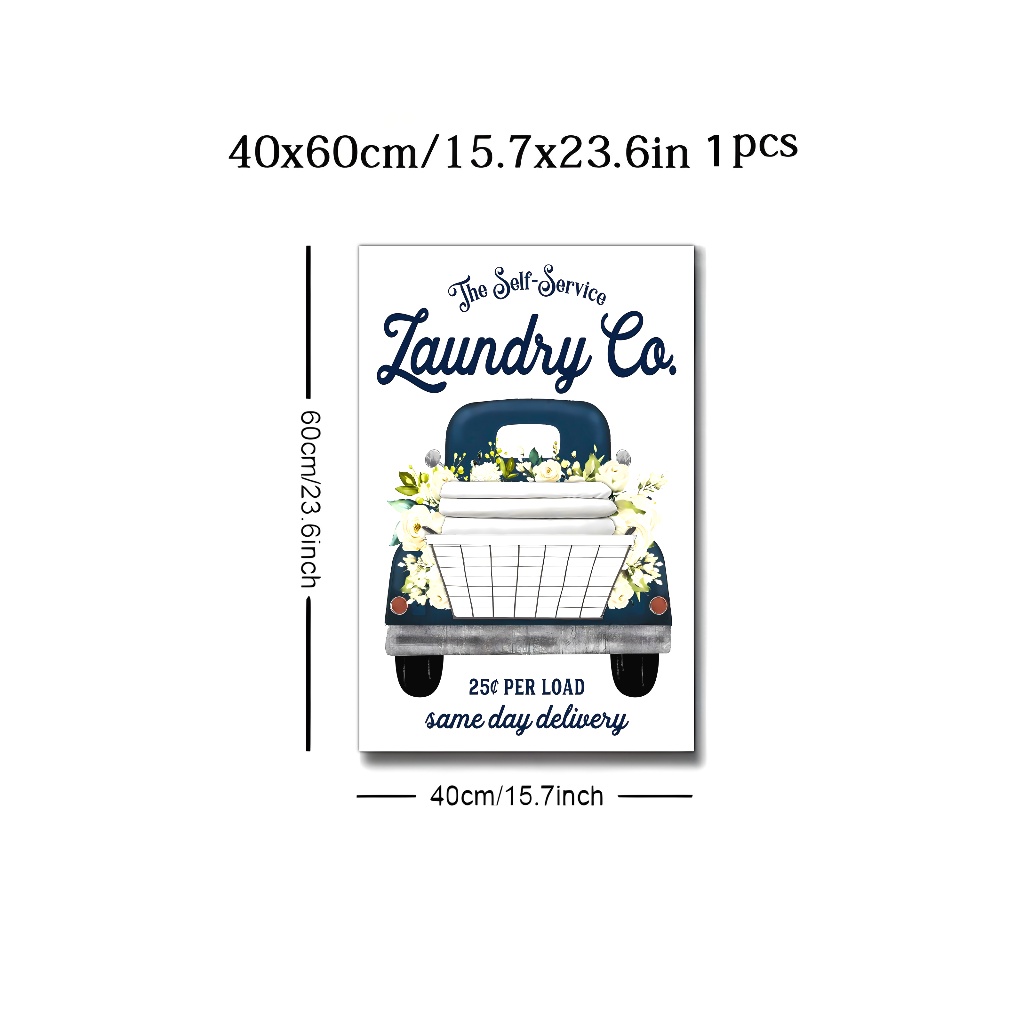 40x60cm/15.7x23.6in 1pcs
The Self-Service
Laundry Co.
60cm/23.6inch
25¢ PER LOAD
same day delivery
40cm/15.7inch